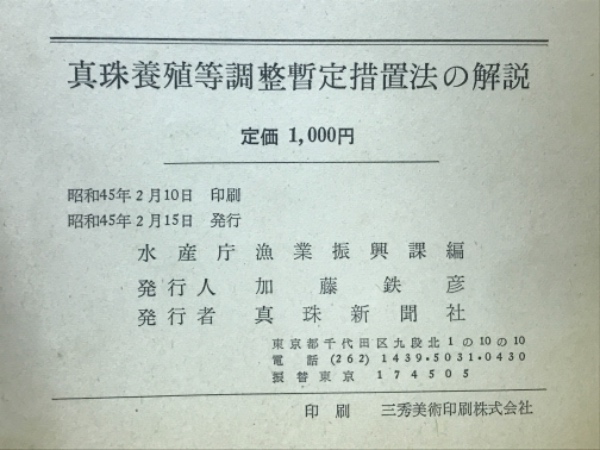 真珠養殖等調整暫定措置法の解説
定価 1,000円
昭和45年2月10日 印刷
昭和45年2月15日 発行
水産庁漁業振興課編
発行人 加藤鉄彦
発行者 真珠新聞社
東京都千代田区九段北1の10の10
電話 (262) 1439・5031・0430
振替東京 174505
印刷 三秀美術印刷株式会社